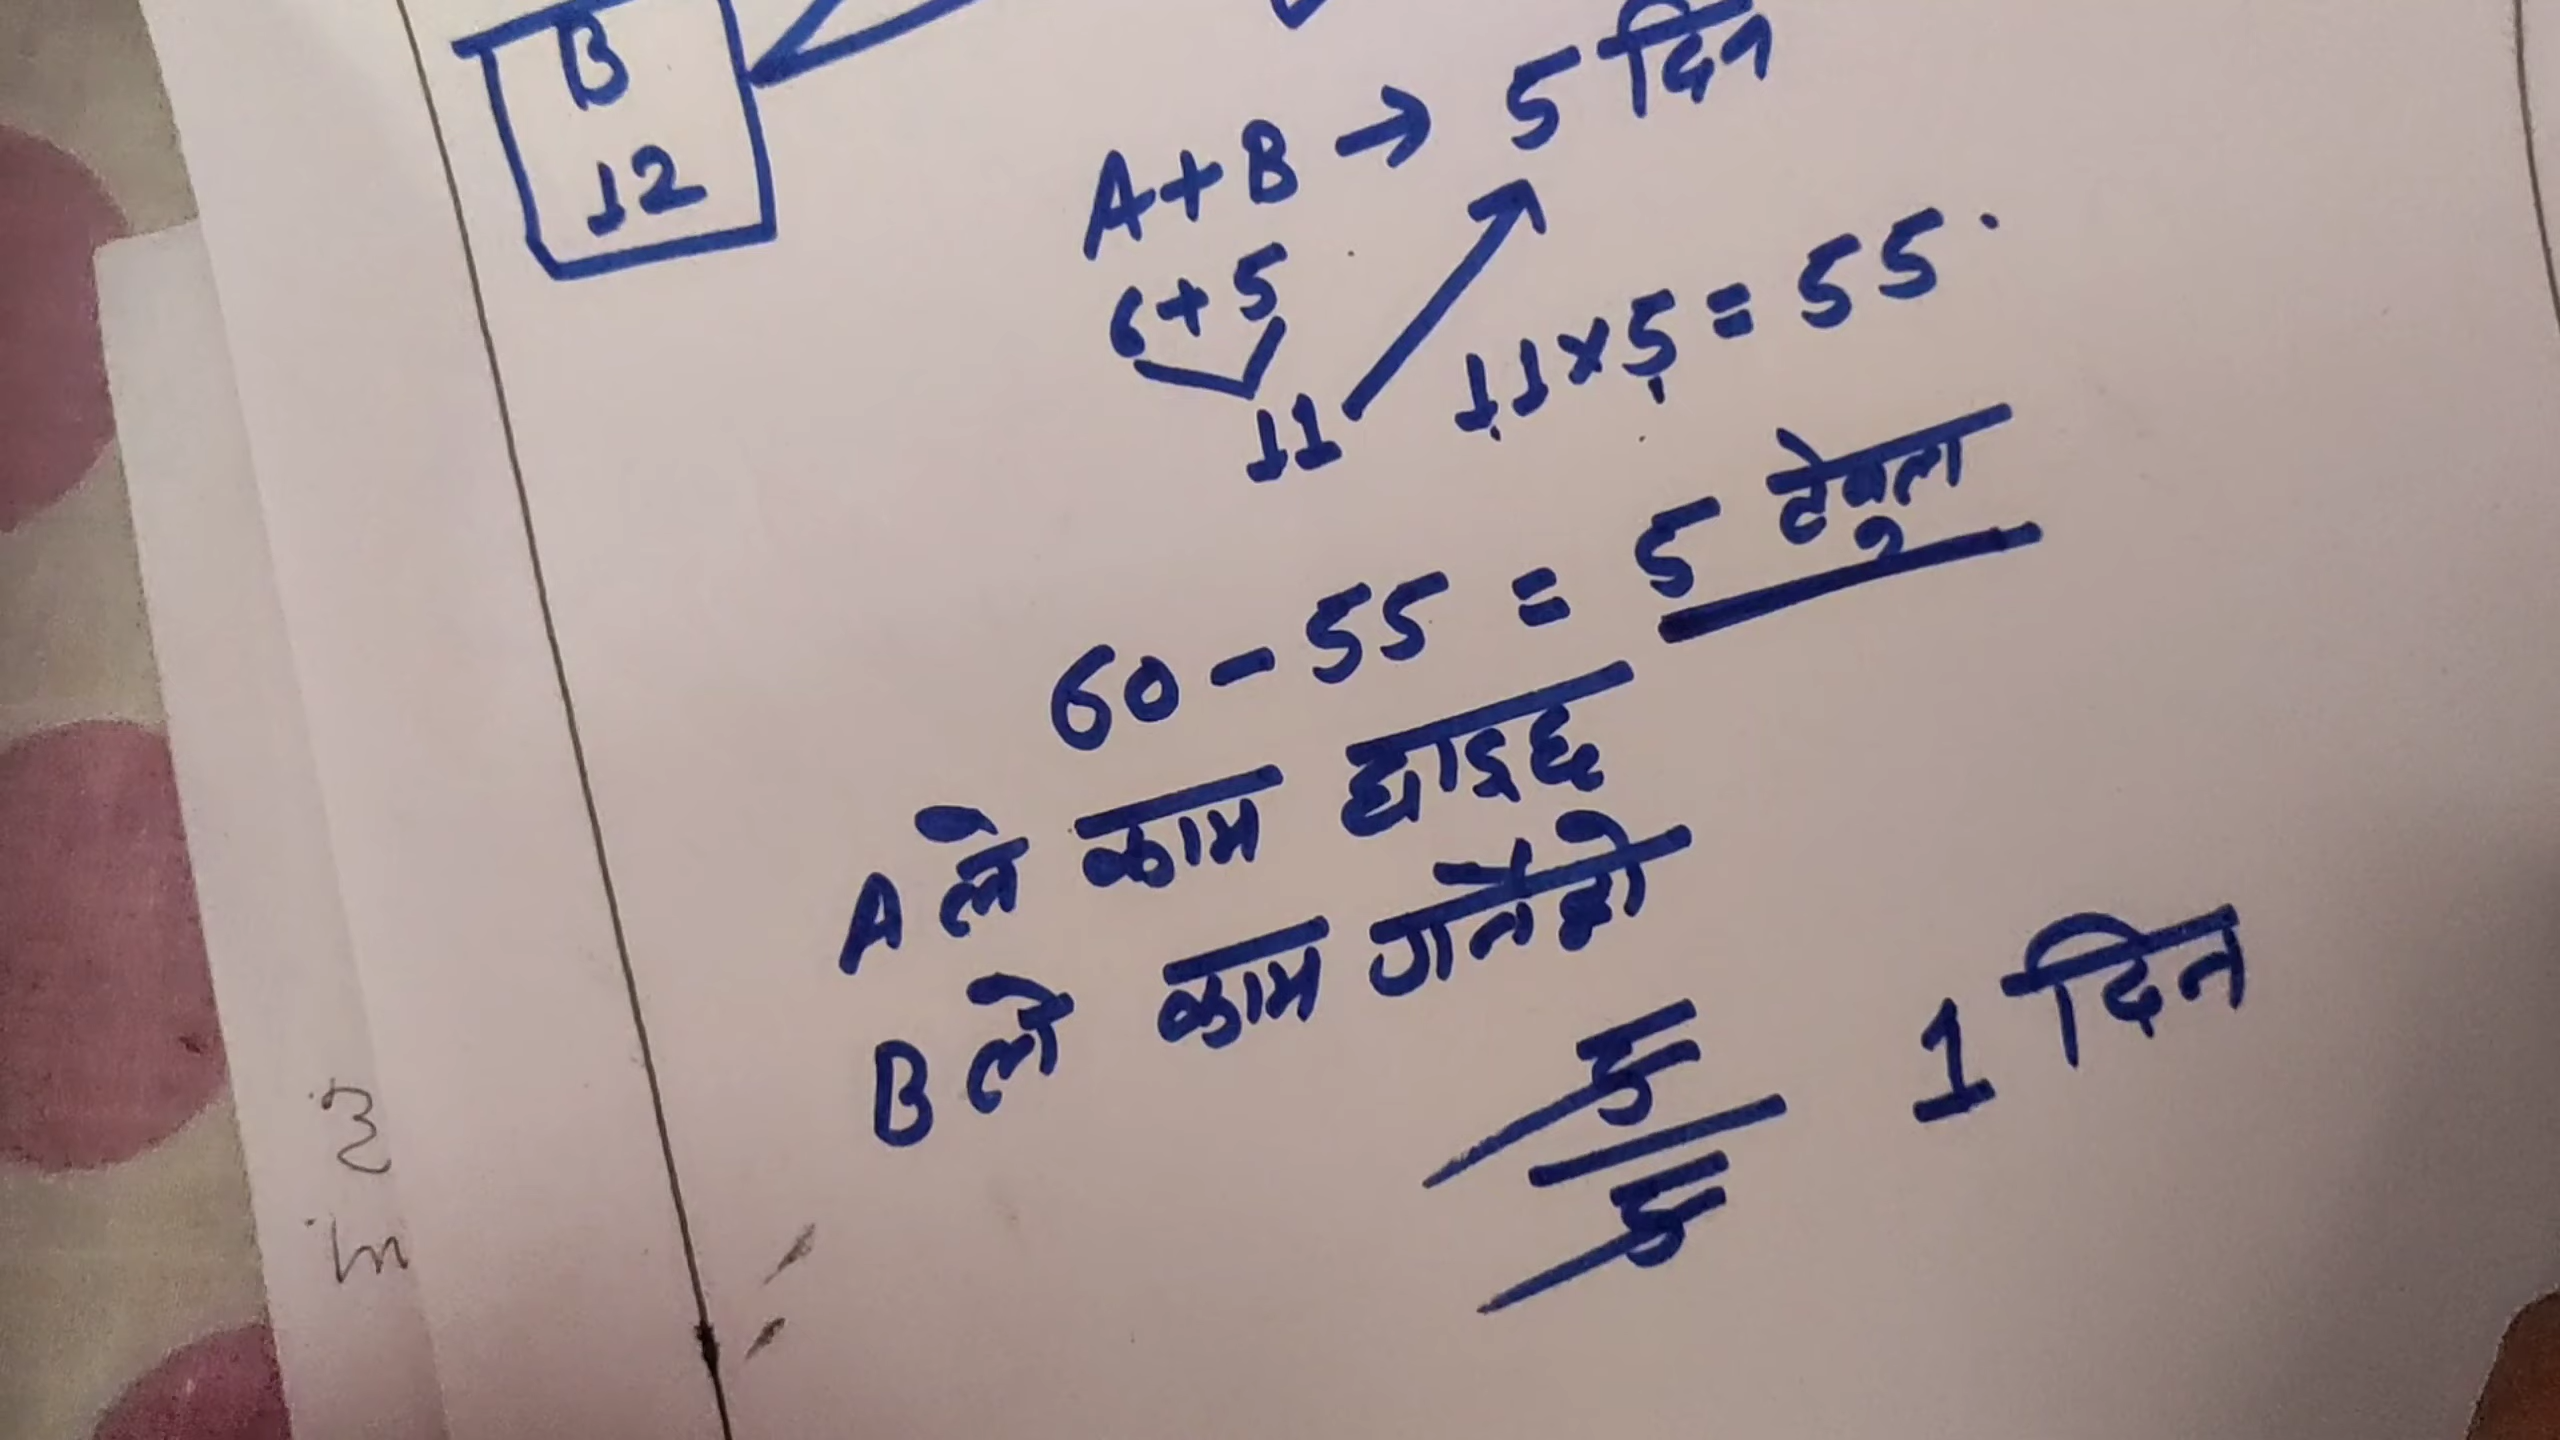 B
12
A+B → 5 दिन
6+5
11
11×5 = 55
60 - 55 = 5 टेबुल
A ले काम छाड्छ
B ले काम गर्नेहो
5
5
1 दिन